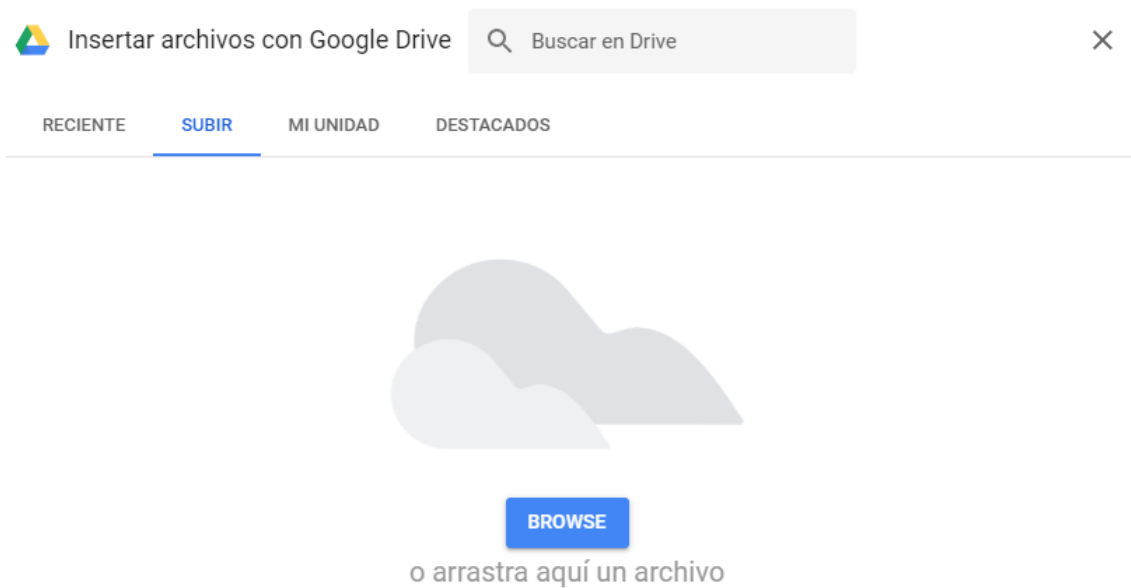 Insertar archivos con Google Drive Buscar en Drive
RECIENTE SUBIR MI UNIDAD DESTACADOS
BROWSE
o arrastra aquí un archivo